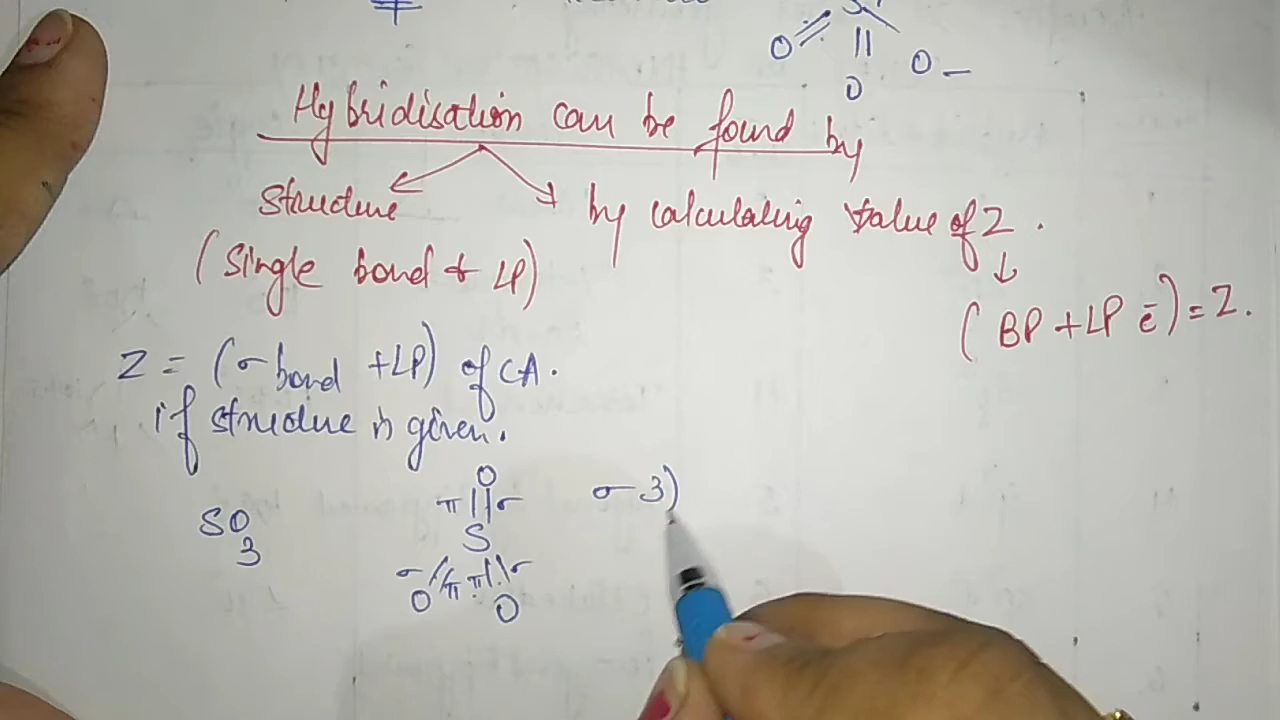 O O O -
Hybridisation can be found by
Structure by calculating value of Z.
(Single bond + LP)
(BP + LP ē) = Z.
Z = (σ bond + LP) of CA.
if structure is given.
O
π σ σ 3)
SO3 S
σ π π σ
O O